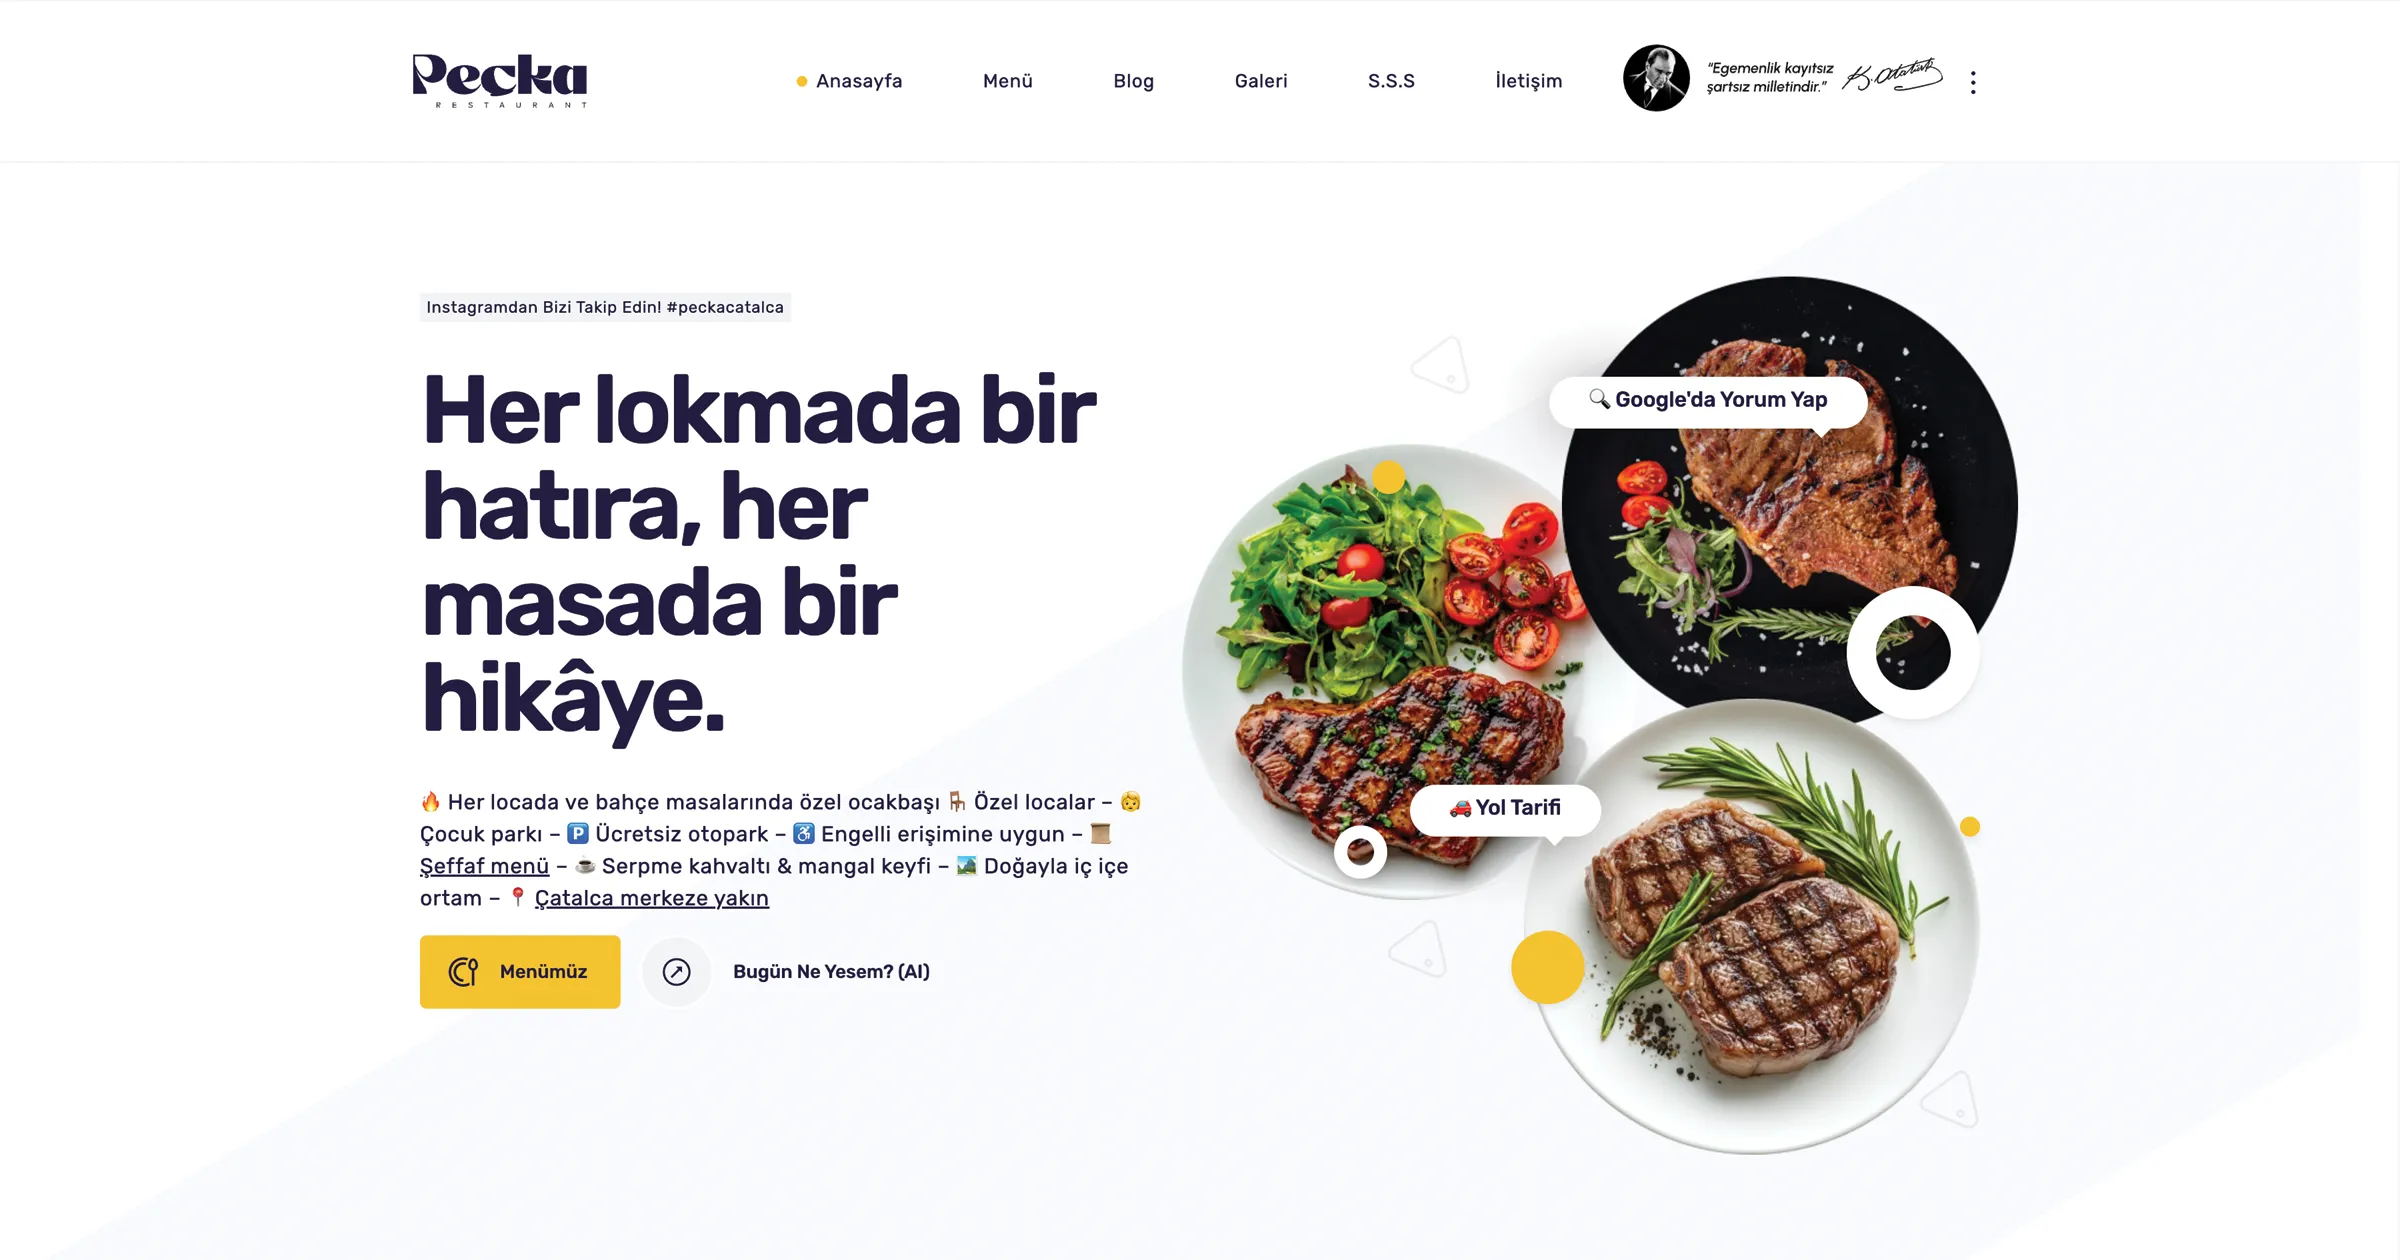 Pecka
RESTAURANT
Anasayfa
Menü
Blog
Galeri
S.S.S
İletişim
“Egemenlik kayıtsız
şartsız milletindir.”
K. Atatürk
Instagramdan Bizi Takip Edin! #peckacatalca
Her lokmada bir
hatıra, her
masada bir
hikâye.
🔥 Her locada ve bahçe masalarında özel ocakbaşı 🪑 Özel localar – 🧒
Çocuk parkı – 🅿️ Ücretsiz otopark – ♿ Engelli erişimine uygun – 📜
Şeffaf menü – ☕ Serpme kahvaltı & mangal keyfi – 🏞️ Doğayla iç içe
ortam – 📍 Çatalca merkeze yakın
Menümüz
Bugün Ne Yesem? (AI)
🔍 Google'da Yorum Yap
🚗 Yol Tarifi